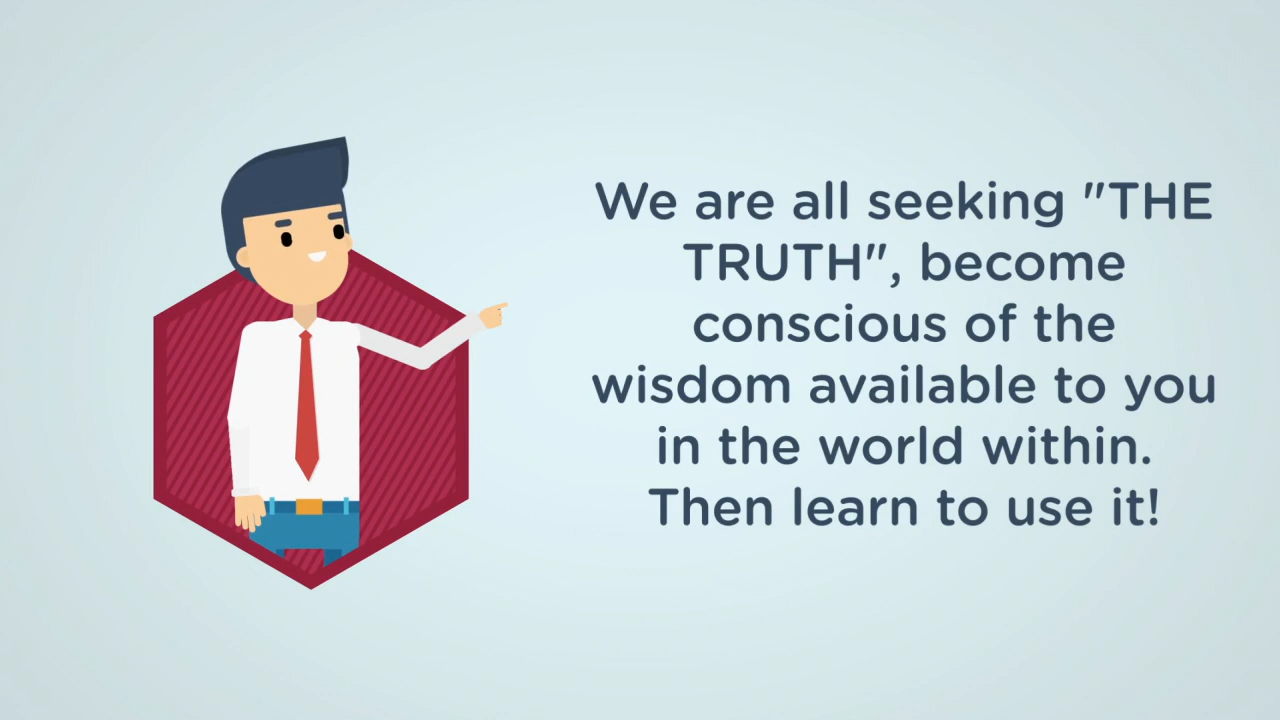 We are all seeking "THE
TRUTH", become
conscious of the
wisdom available to you
in the world within.
Then learn to use it!